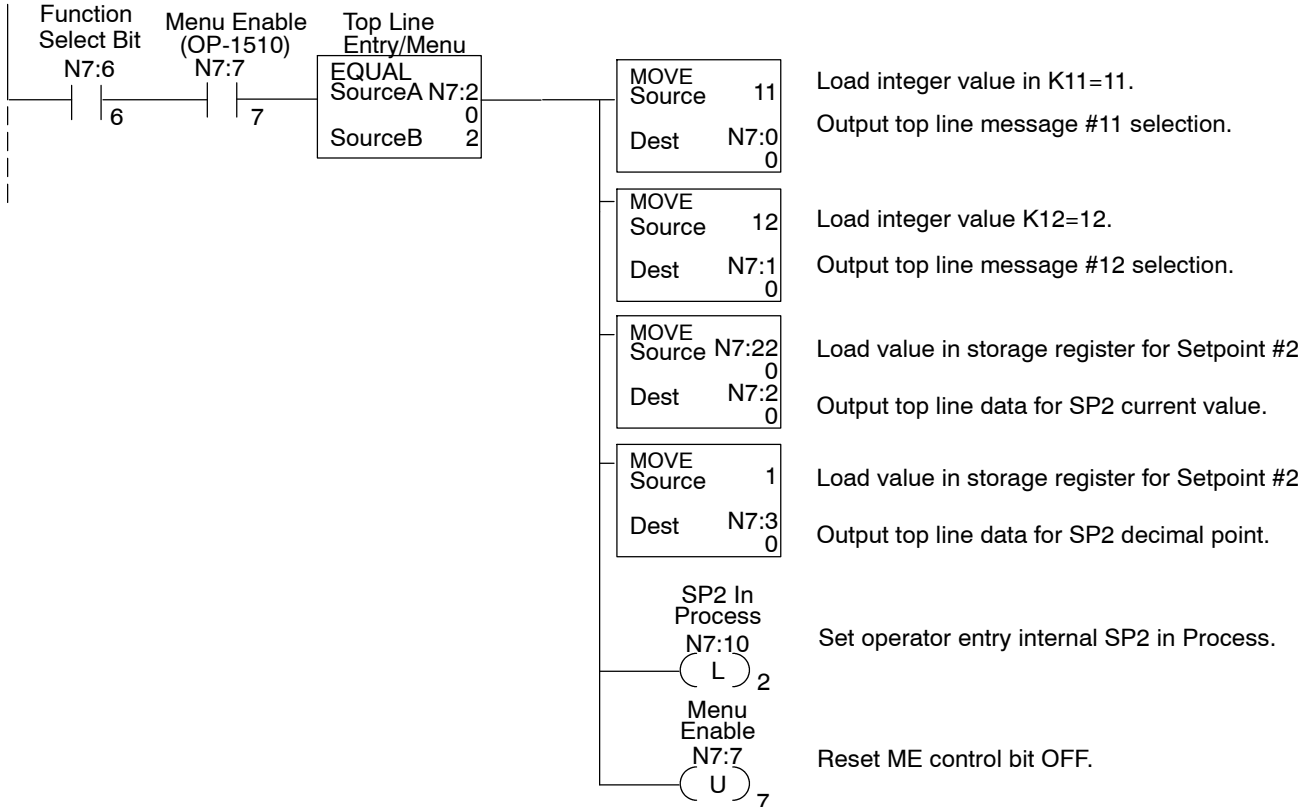 Function
Select Bit
N7:6
6
Menu Enable
(OP-1510)
N7:7
7
Top Line
Entry/Menu
EQUAL
SourceA N7:2
0
SourceB 2
MOVE
Source 11
Dest N7:0
0
Load integer value in K11=11.
Output top line message #11 selection.
MOVE
Source 12
Dest N7:1
0
Load integer value K12=12.
Output top line message #12 selection.
MOVE
Source N7:22
0
Dest N7:2
0
Load value in storage register for Setpoint #2
Output top line data for SP2 current value.
MOVE
Source 1
Dest N7:3
0
Load value in storage register for Setpoint #2
Output top line data for SP2 decimal point.
SP2 In
Process
N7:10
L
2
Set operator entry internal SP2 in Process.
Menu
Enable
N7:7
U
7
Reset ME control bit OFF.